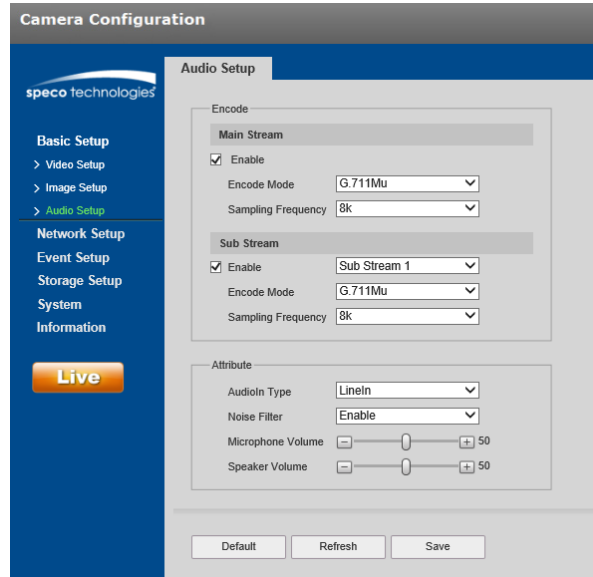 Camera Configuration
speco technologies
Basic Setup
> Video Setup
> Image Setup
> Audio Setup
Network Setup
Event Setup
Storage Setup
System
Information
Live
Audio Setup
Encode
Main Stream
Enable
Encode Mode G.711Mu
Sampling Frequency 8k
Sub Stream
Enable Sub Stream 1
Encode Mode G.711Mu
Sampling Frequency 8k
Attribute
AudioIn Type LineIn
Noise Filter Enable
Microphone Volume 50
Speaker Volume 50
Default Refresh Save